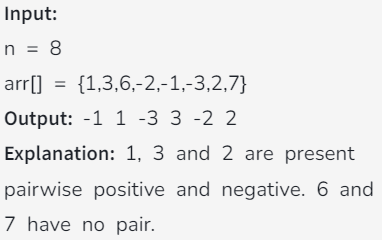 Input:
n = 8
arr[] = {1,3,6,-2,-1,-3,2,7}
Output: -1 1 -3 3 -2 2
Explanation: 1, 3 and 2 are present
pairwise positive and negative. 6 and
7 have no pair.